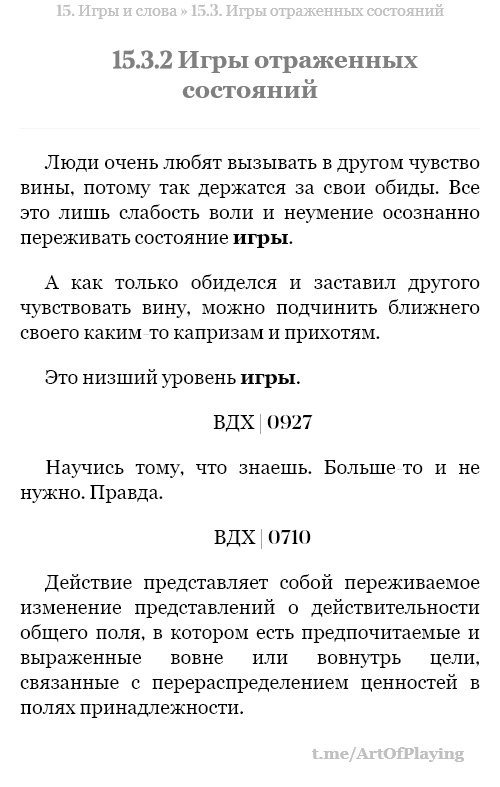 15. Игры и слова » 15.3. Игры отраженных состояний
15.3.2 Игры отраженных
состояний
Люди очень любят вызывать в другом чувство
вины, потому так держатся за свои обиды. Все
это лишь слабость воли и неумение осознанно
переживать состояние игры.
А как только обиделся и заставил другого
чувствовать вину, можно подчинить ближнего
своего каким-то капризам и прихотям.
Это низший уровень игры.
ВДХ | 0927
Научись тому, что знаешь. Больше-то и не
нужно. Правда.
ВДХ | 0710
Действие представляет собой переживаемое
изменение представлений о действительности
общего поля, в котором есть предпочитаемые и
выраженные вовне или вовнутрь цели,
связанные с перераспределением ценностей в
полях принадлежности.
t.me/ArtOfPlaying